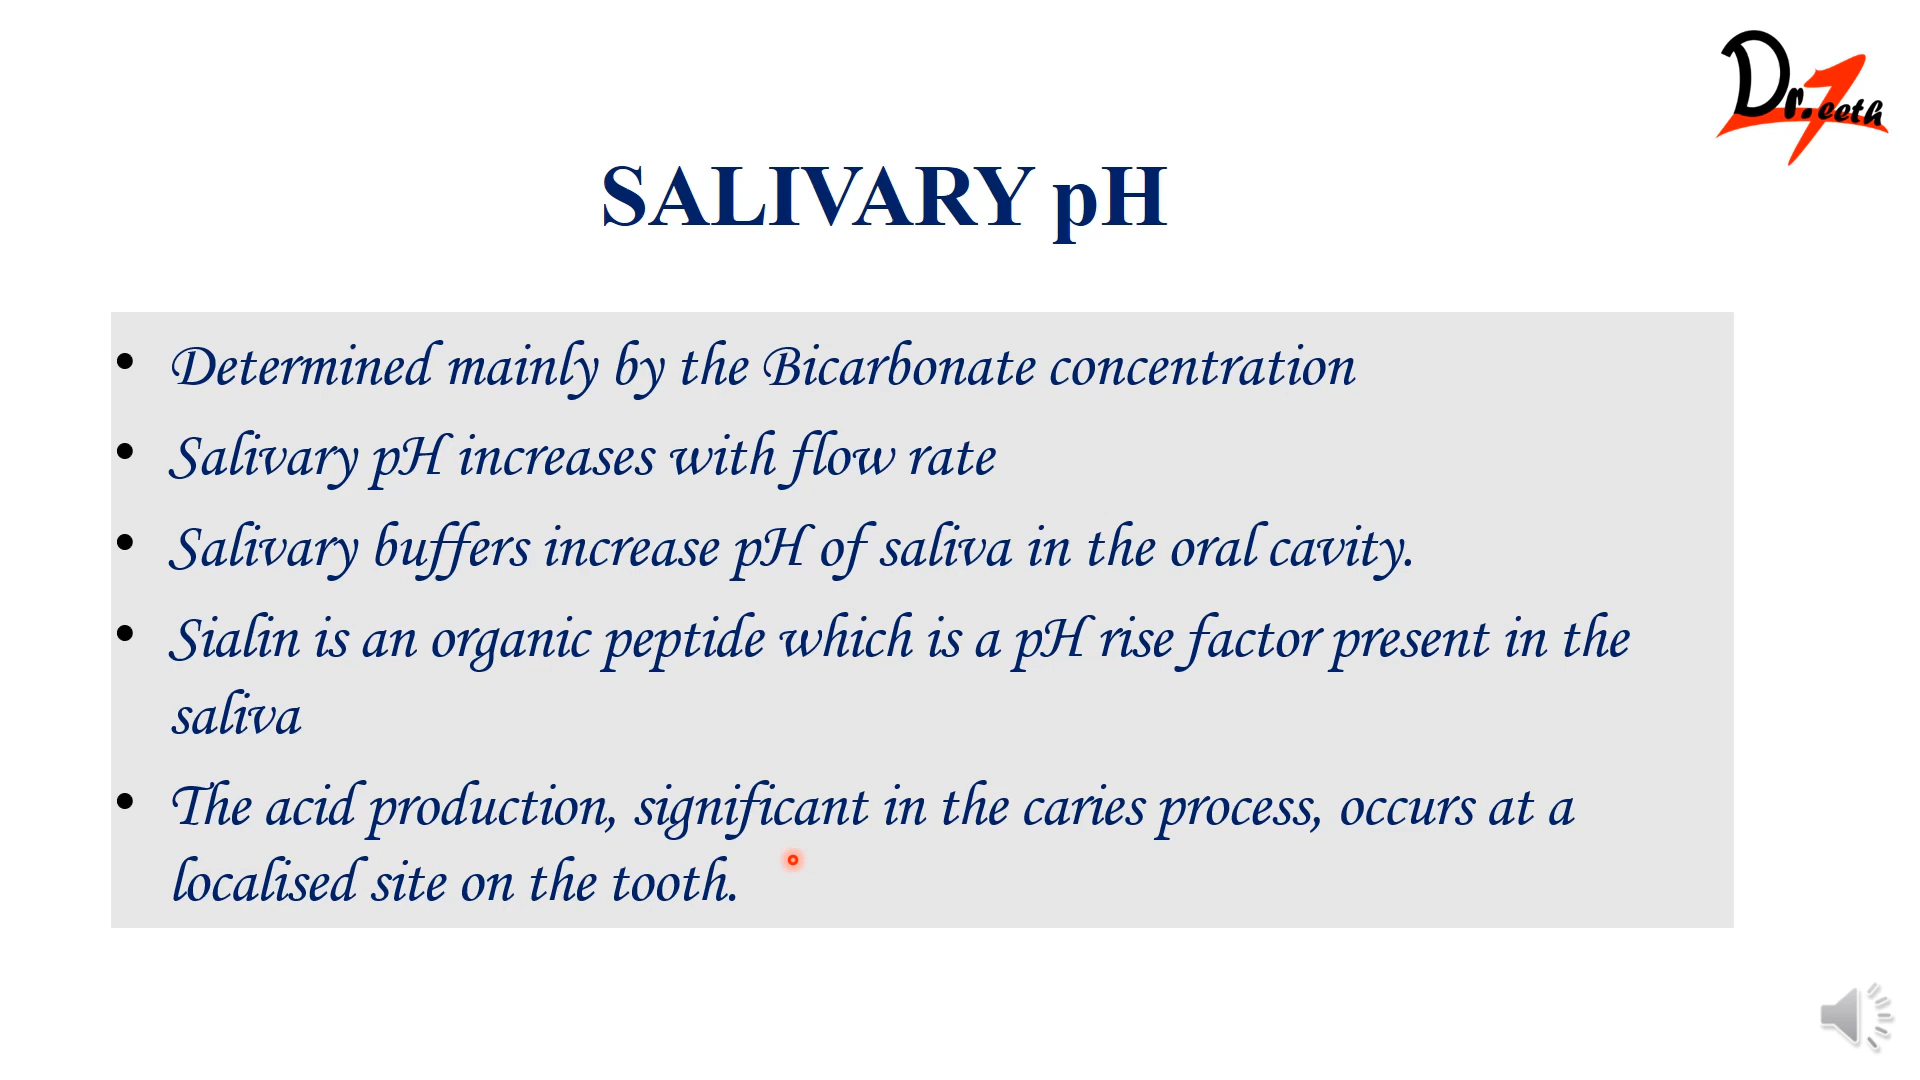 Dr. Teeth
SALIVARY pH
• Determined mainly by the Bicarbonate concentration
• Salivary pH increases with flow rate
• Salivary buffers increase pH of saliva in the oral cavity.
• Sialin is an organic peptide which is a pH rise factor present in the
saliva
• The acid production, significant in the caries process, occurs at a
localised site on the tooth.